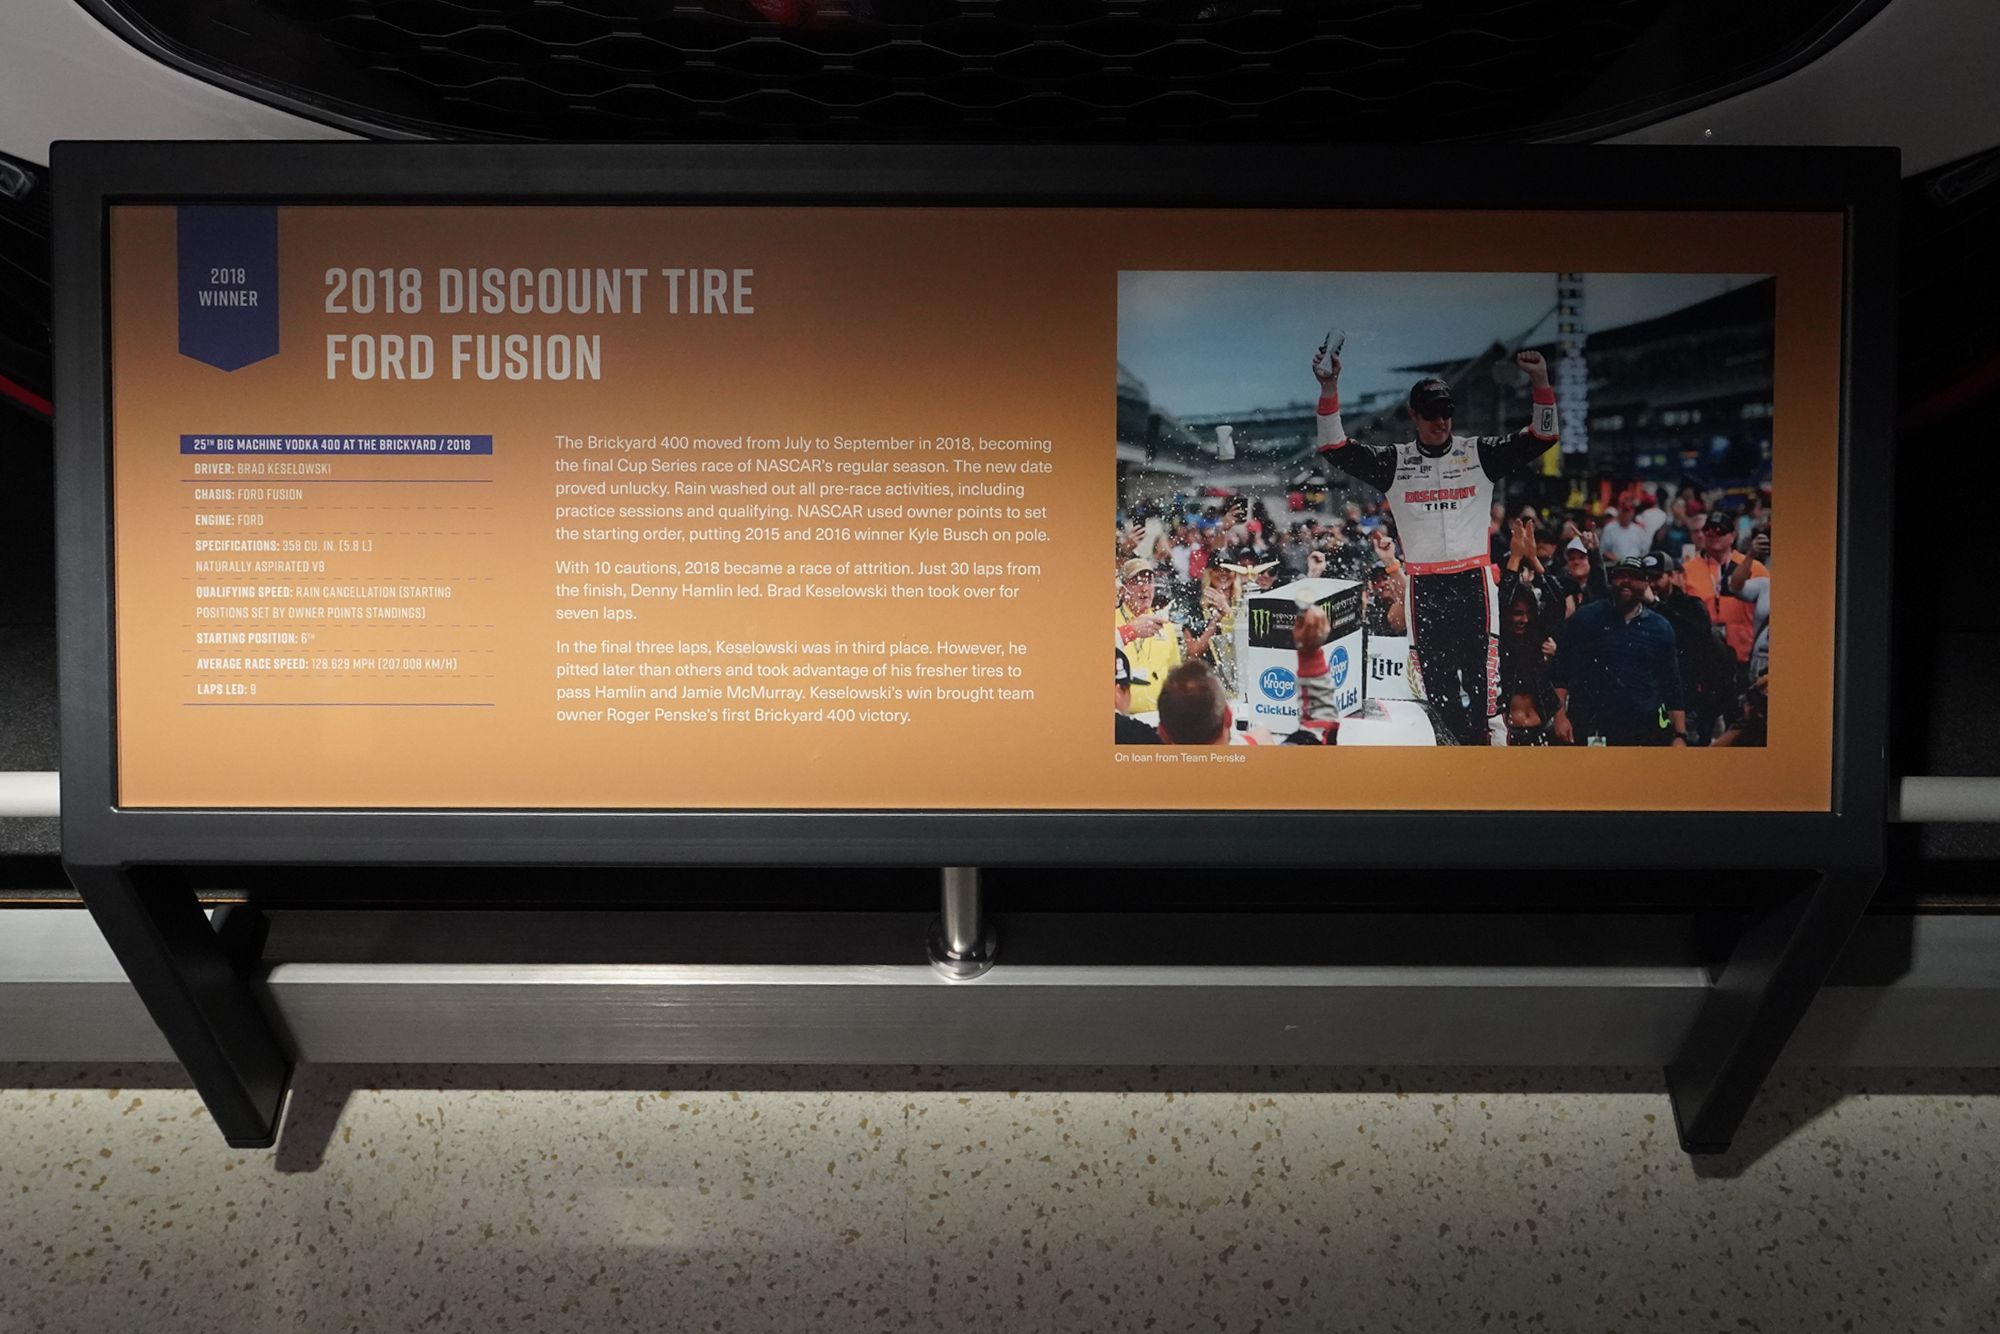 2018
WINNER
2018 DISCOUNT TIRE
FORD FUSION
25TH BIG MACHINE VODKA 400 AT THE BRICKYARD / 2018
DRIVER: BRAD KESELOWSKI
CHASIS: FORD FUSION
ENGINE: FORD
SPECIFICATIONS: 358 CU. IN. (5.8 L)
NATURALLY ASPIRATED V8
QUALIFYING SPEED: RAIN CANCELLATION (STARTING
POSITIONS SET BY OWNER POINTS STANDINGS)
STARTING POSITION: 6TH
AVERAGE RACE SPEED: 128.629 MPH (207.008 KM/H)
LAPS LED: 9
The Brickyard 400 moved from July to September in 2018, becoming
the final Cup Series race of NASCAR's regular season. The new date
proved unlucky. Rain washed out all pre-race activities, including
practice sessions and qualifying. NASCAR used owner points to set
the starting order, putting 2015 and 2016 winner Kyle Busch on pole.
With 10 cautions, 2018 became a race of attrition. Just 30 laps from
the finish, Denny Hamlin led. Brad Keselowski then took over for
seven laps.
In the final three laps, Keselowski was in third place. However, he
pitted later than others and took advantage of his fresher tires to
pass Hamlin and Jamie McMurray. Keselowski's win brought team
owner Roger Penske's first Brickyard 400 victory.
DISCOUNT
TIRE
Kroger
ClickList
Kroger
Lite
On loan from Team Penske